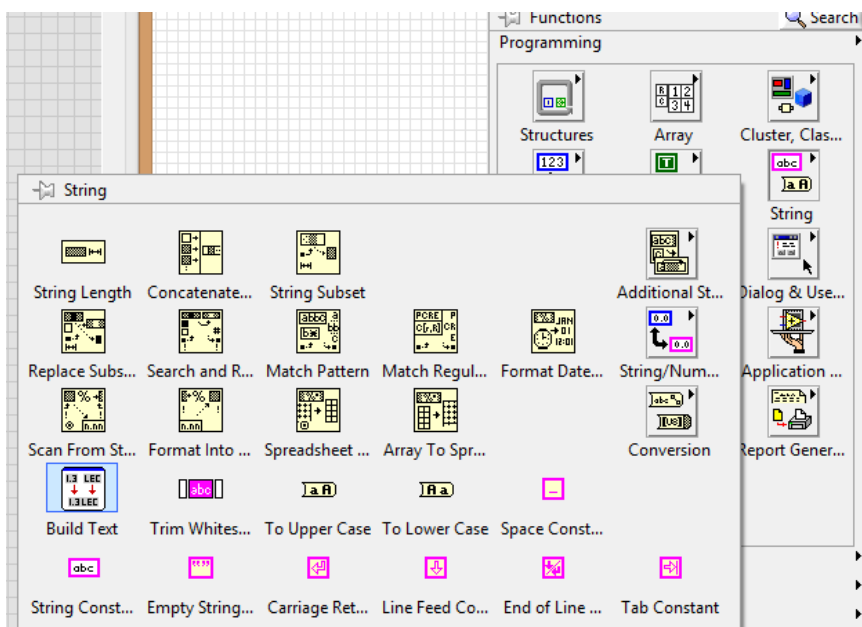 Functions
Search
Programming
Structures
Array
Cluster, Clas...
123
abc
String
String
String Length
Concatenate...
String Subset
Additional St...
Dialog & Use...
Replace Subs...
Search and R...
Match Pattern
Match Regul...
Format Date...
String/Num...
Application ...
Scan From St...
Format Into ...
Spreadsheet ...
Array To Spr...
Conversion
Report Gener...
Build Text
Trim Whites...
To Upper Case
To Lower Case
Space Const...
abc
String Const...
Empty String...
Carriage Ret...
Line Feed Co...
End of Line ...
Tab Constant